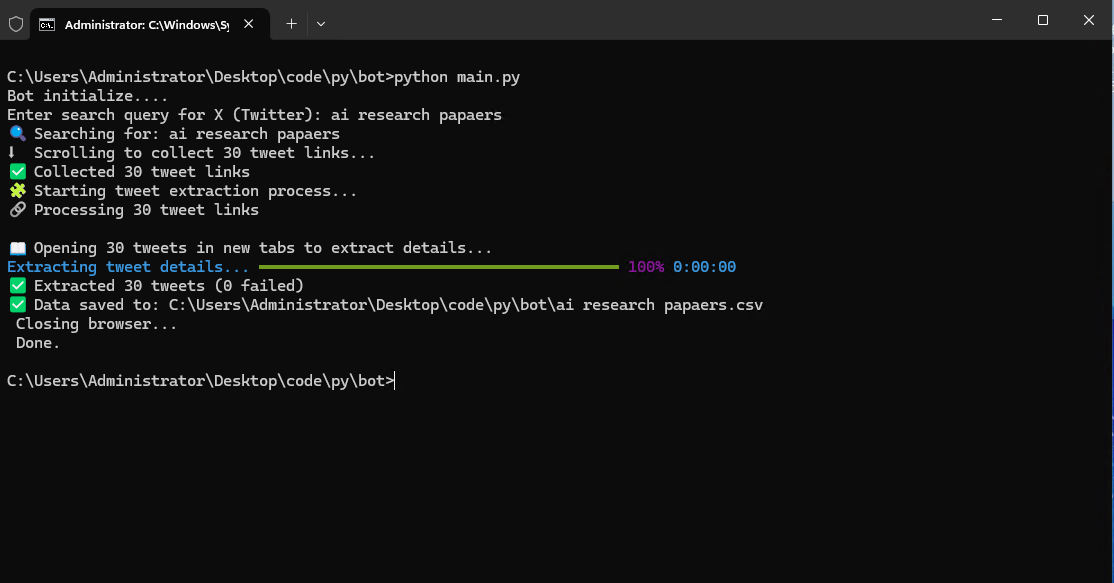 Administrator: C:\Windows\Sy
C:\Users\Administrator\Desktop\code\py\bot>python main.py
Bot initialize....
Enter search query for X (Twitter): ai research papaers
🔍 Searching for: ai research papaers
⬇ Scrolling to collect 30 tweet links...
✅ Collected 30 tweet links
🧩 Starting tweet extraction process...
🔗 Processing 30 tweet links
📖 Opening 30 tweets in new tabs to extract details...
Extracting tweet details... 100% 0:00:00
✅ Extracted 30 tweets (0 failed)
✅ Data saved to: C:\Users\Administrator\Desktop\code\py\bot\ai research papaers.csv
Closing browser...
Done.
C:\Users\Administrator\Desktop\code\py\bot>